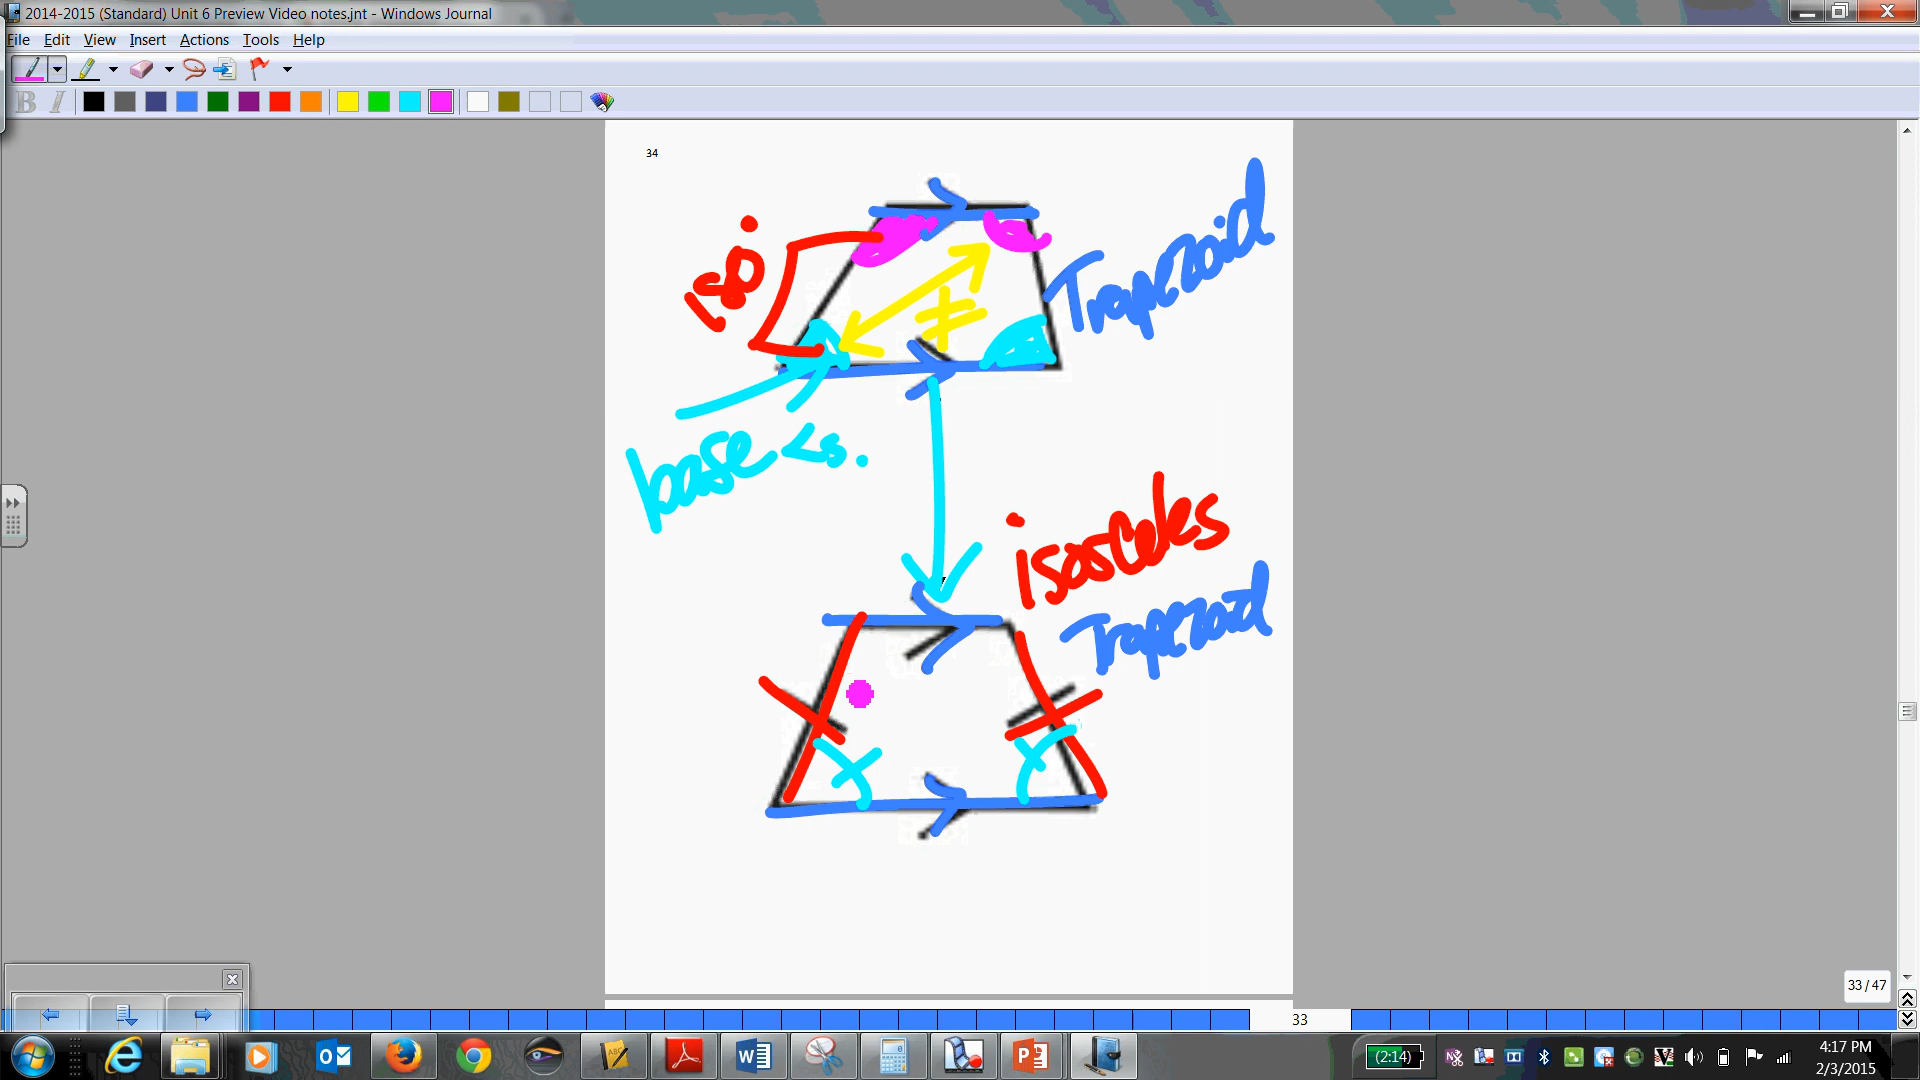 2014-2015 (Standard) Unit 6 Preview Video notes.jnt - Windows Journal
File Edit View Insert Actions Tools Help
B I
34
180.
Trapezoid
base <s.
isosceles
Trapezoid
33 / 47
33
(2:14)
4:17 PM
2/3/2015